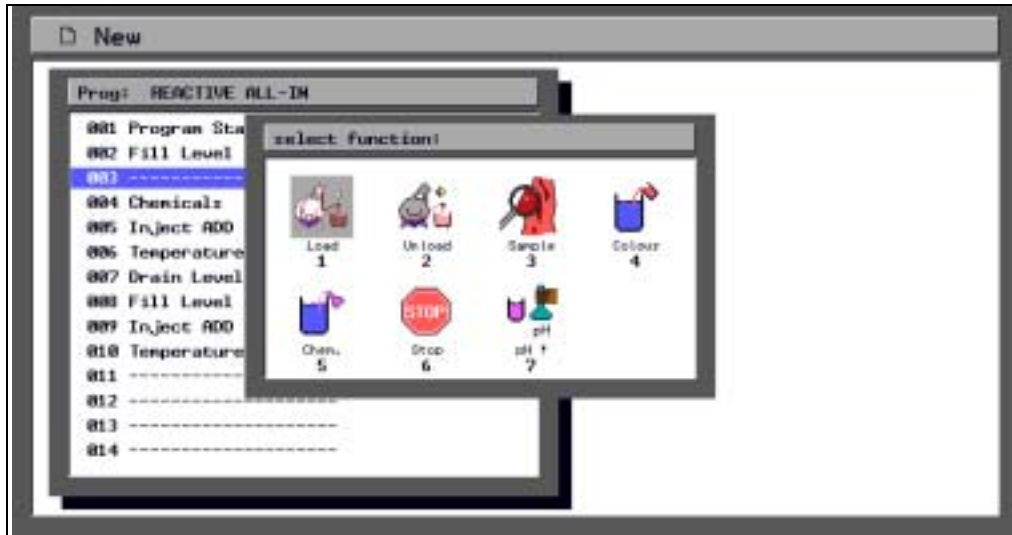 New
Prog: REACTIVE ALL-IN
001 Program Sta
002 Fill Level
003 ------------
004 Chemicals
005 Inject ADD
006 Temperature
007 Drain Level
008 Fill Level
009 Inject ADD
010 Temperature
011 ------------
012 --------------------
013 --------------------
014 --------------------
select function:
Load
1
Unload
2
Sample
3
Colour
4
Chem.
5
STOP
Stop
6
pH
pH ↑
7